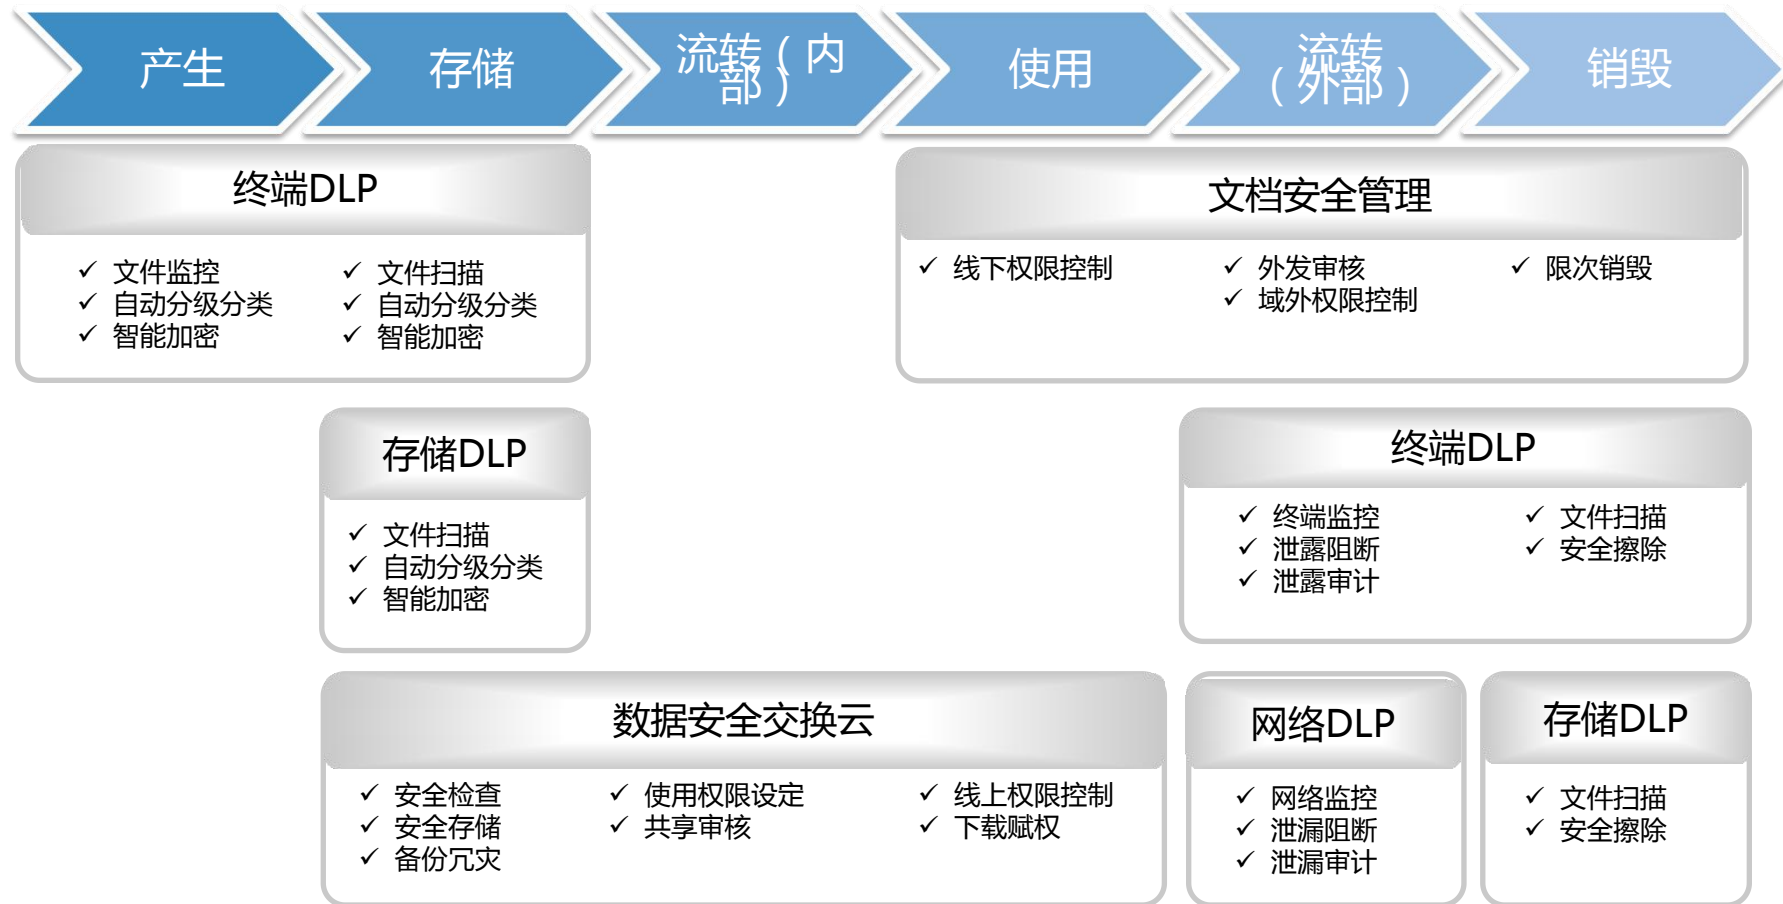 产生
存储
流转（内
部）
使用
流转
（外部）
销毁
终端DLP
✓ 文件监控
✓ 自动分级分类
✓ 智能加密
✓ 文件扫描
✓ 自动分级分类
✓ 智能加密
文档安全管理
✓ 线下权限控制
✓ 外发审核
✓ 域外权限控制
✓ 限次销毁
存储DLP
✓ 文件扫描
✓ 自动分级分类
✓ 智能加密
终端DLP
✓ 终端监控
✓ 泄露阻断
✓ 泄露审计
✓ 文件扫描
✓ 安全擦除
数据安全交换云
✓ 安全检查
✓ 安全存储
✓ 备份冗灾
✓ 使用权限设定
✓ 共享审核
✓ 线上权限控制
✓ 下载赋权
网络DLP
✓ 网络监控
✓ 泄漏阻断
✓ 泄漏审计
存储DLP
✓ 文件扫描
✓ 安全擦除